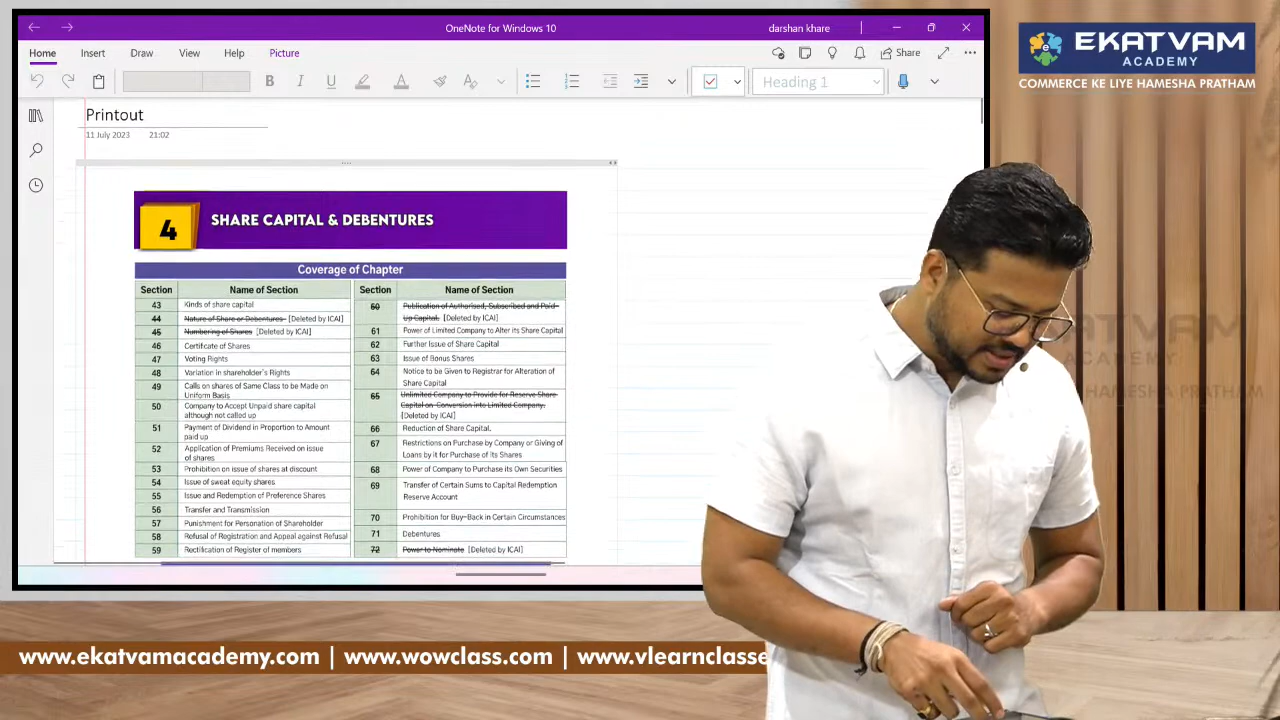 OneNote for Windows 10
darshan khare
Home
Insert
Draw
View
Help
Picture
Share
Heading 1
Printout
11 July 2023 21:02
4
SHARE CAPITAL & DEBENTURES
Coverage of Chapter
Section Name of Section
43 Kinds of share capital
44 Nature of Share or Debentures [Deleted by ICAI]
45 Numbering of Shares [Deleted by ICAI]
46 Certificate of Shares
47 Voting Rights
48 Variation in shareholder's Rights
49 Calls on shares of Same Class to be Made on
Uniform Basis
50 Company to Accept Unpaid share capital
although not called up
51 Payment of Dividend in Proportion to Amount
paid up
52 Application of Premiums Received on issue
of shares
53 Prohibition on issue of shares at discount
54 Issue of sweat equity shares
55 Issue and Redemption of Preference Shares
56 Transfer and Transmission
57 Punishment for Personation of Shareholder
58 Refusal of Registration and Appeal against Refusal
59 Rectification of Register of members
Section Name of Section
60 Publication of Authorised, Subscribed and Paid-
Up Capital. [Deleted by ICAI]
61 Power of Limited Company to Alter its Share Capital
62 Further Issue of Share Capital
63 Issue of Bonus Shares
64 Notice to be Given to Registrar for Alteration of
Share Capital
65 Unlimited Company to Provide for Reserve Share
Capital on Conversion into Limited Company.
[Deleted by ICAI]
66 Reduction of Share Capital.
67 Restrictions on Purchase by Company or Giving of
Loans by it for Purchase of Its Shares
68 Power of Company to Purchase its Own Securities
69 Transfer of Certain Sums to Capital Redemption
Reserve Account
70 Prohibition for Buy-Back in Certain Circumstances
71 Debentures
72 Power to Nominate [Deleted by ICAI]
EKATVAM
ACADEMY
COMMERCE KE LIYE HAMESHA PRATHAM
EKATVAM
ACADEMY
HAMESHA PRATHAM
www.ekatvamacademy.com | www.wowclass.com | www.vlearnclasse